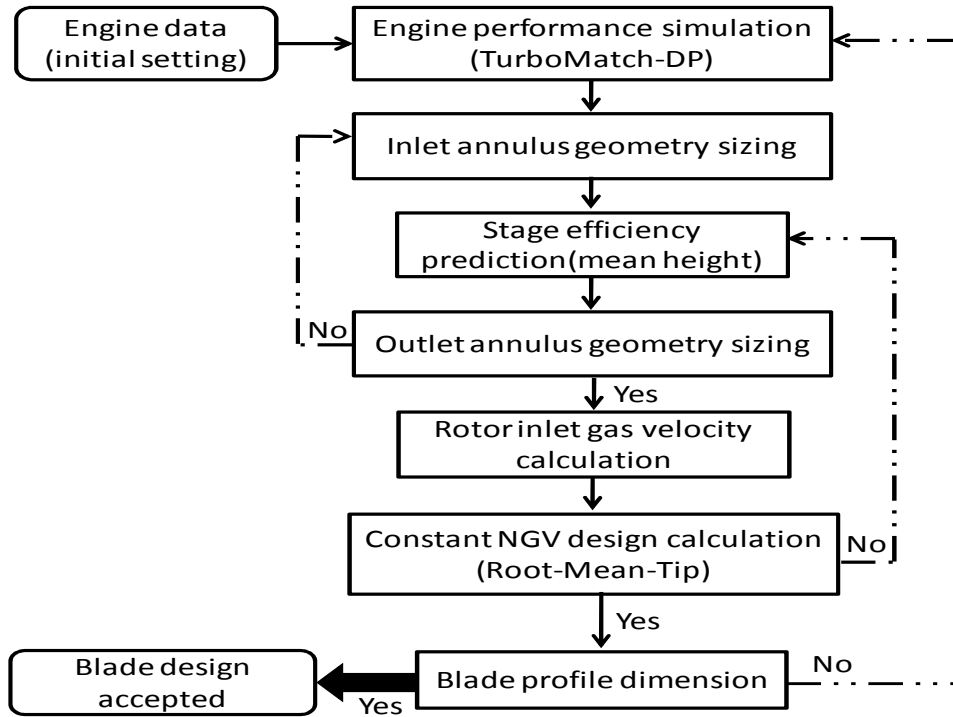 Engine data
(initial setting)
Engine performance simulation
(TurboMatch-DP)
Inlet annulus geometry sizing
Stage efficiency
prediction(mean height)
No
Outlet annulus geometry sizing
Yes
Rotor inlet gas velocity
calculation
Constant NGV design calculation
(Root-Mean-Tip)
No
Yes
Blade design
accepted
Yes
Blade profile dimension
No